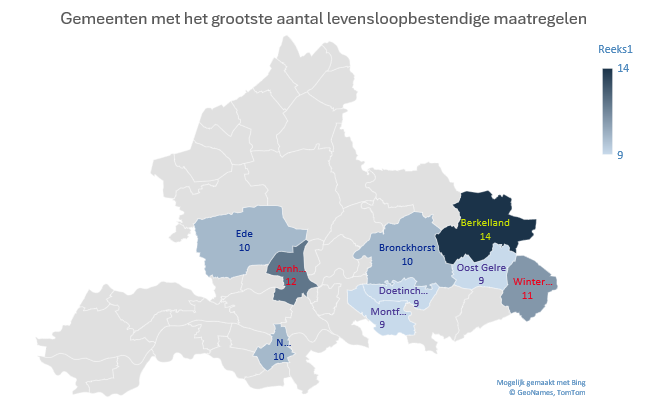 Gemeenten met het grootste aantal levensloopbestendige maatregelen
Reeks1
14
9
Berkelland
14
Ede
10
Bronckhorst
10
Arnh...
12
Oost Gelre
9
Winter...
11
Doetinch...
9
Montf...
9
N...
10
Mogelijk gemaakt met Bing
© GeoNames, TomTom